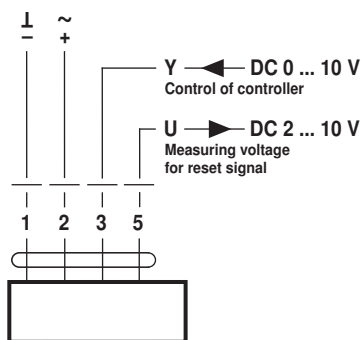 ⊥ ~
– +
Y DC 0 ... 10 V
Control of controller
U DC 2 ... 10 V
Measuring voltage
for reset signal
1 2 3 5